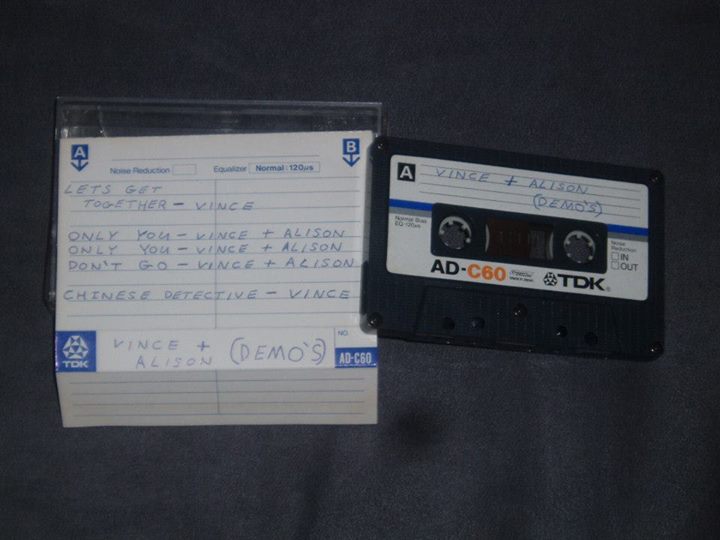 A
B
Noise Reduction Equalizer Normal:120µs
LETS GET
TOGETHER - VINCE
ONLY YOU - VINCE + ALISON
ONLY YOU - VINCE + ALISON
DON'T GO - VINCE + ALISON
CHINESE DETECTIVE - VINCE
TDK
VINCE +
ALISON (DEMO'S)
NO.
AD-C60
A VINCE + ALISON
(DEMO'S)
Normal Bias
EQ-120µs
Noise
Reduction
IN
OUT
AD-C60
TDK